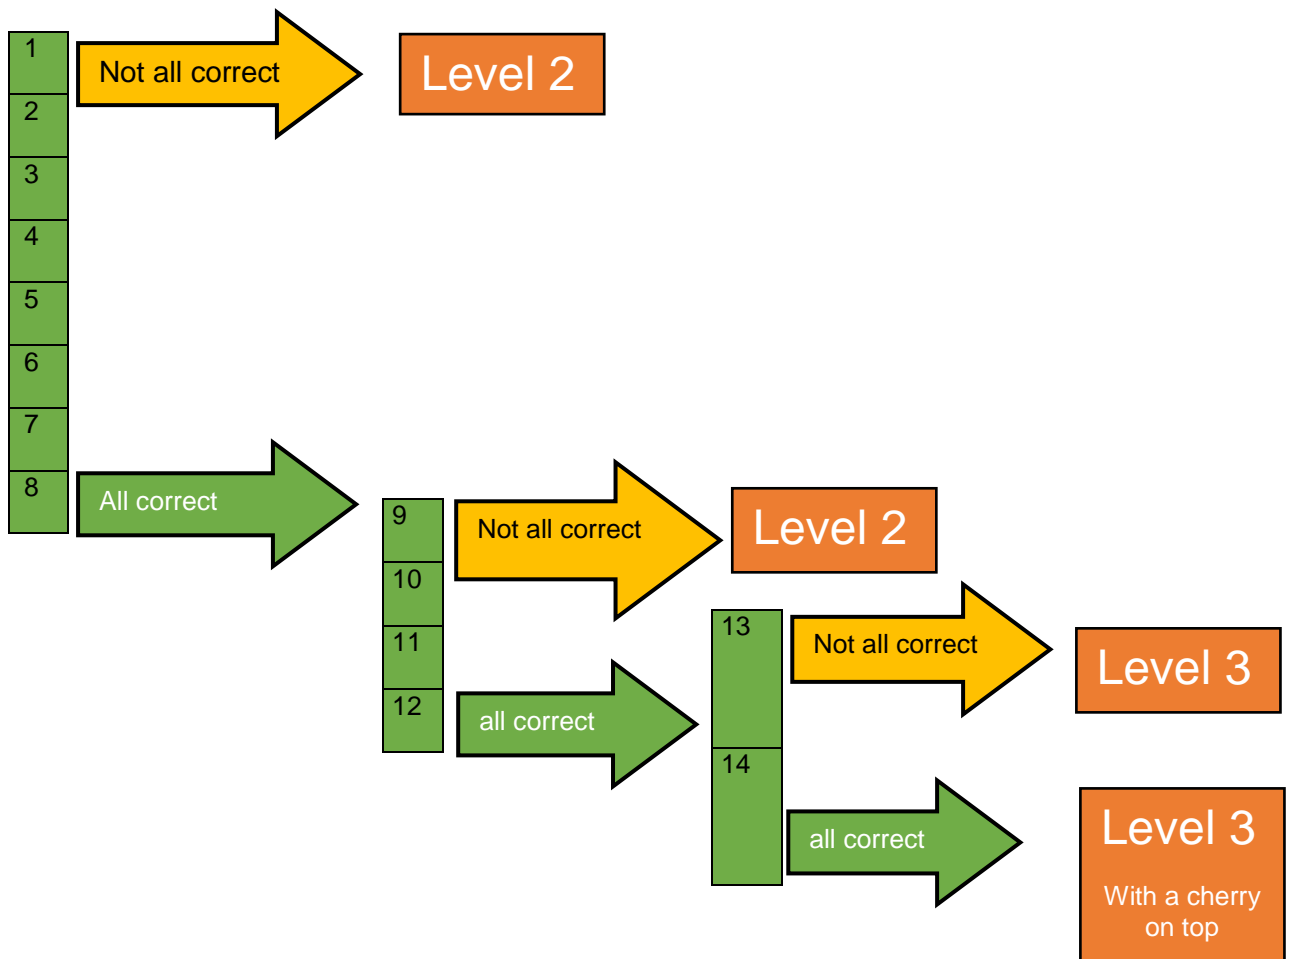 1
Not all correct
Level 2
2
3
4
5
6
7
8
All correct
9
Not all correct
Level 2
10
11
12
all correct
13
Not all correct
Level 3
14
all correct
Level 3
With a cherry
on top